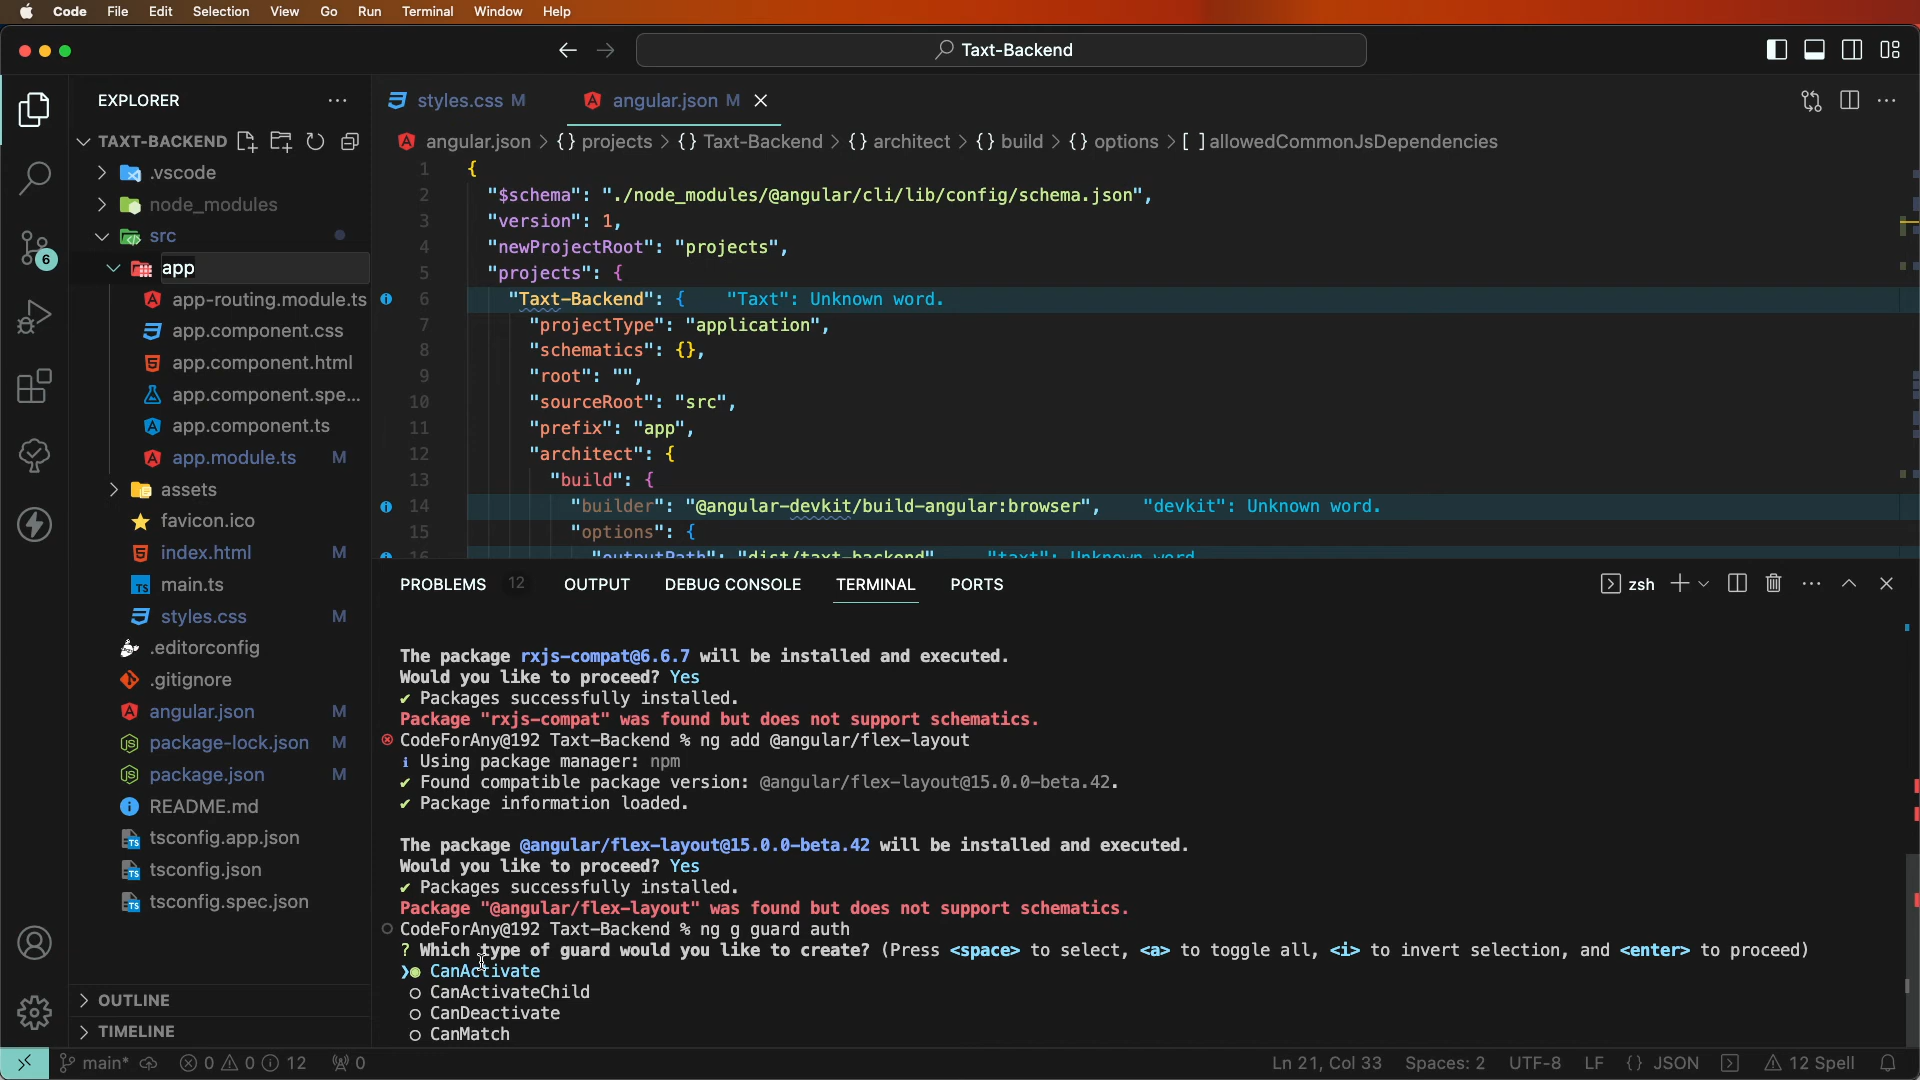 Code File Edit Selection View Go Run Terminal Window Help
Taxt-Backend
EXPLORER
styles.css M
angular.json M
TAXT-BACKEND
angular.json > {} projects > {} Taxt-Backend > {} architect > {} build > {} options > [ ] allowedCommonJsDependencies
.vscode
node_modules
src
app
app-routing.module.ts
app.component.css
app.component.html
app.component.spe...
app.component.ts
app.module.ts M
assets
favicon.ico
index.html M
main.ts
styles.css M
.editorconfig
.gitignore
angular.json M
package-lock.json M
package.json M
README.md
tsconfig.app.json
tsconfig.json
tsconfig.spec.json
OUTLINE
TIMELINE
6
1 {
2 "$schema": "./node_modules/@angular/cli/lib/config/schema.json",
3 "version": 1,
4 "newProjectRoot": "projects",
5 "projects": {
6 "Taxt-Backend": { "Taxt": Unknown word.
7 "projectType": "application",
8 "schematics": {},
9 "root": "",
10 "sourceRoot": "src",
11 "prefix": "app",
12 "architect": {
13 "build": {
14 "builder": "@angular-devkit/build-angular:browser", "devkit": Unknown word.
15 "options": {
16 "outputPath": "dist/taxt-backend" "taxt": Unknown word
PROBLEMS 12 OUTPUT DEBUG CONSOLE TERMINAL PORTS
zsh
The package rxjs-compat@6.6.7 will be installed and executed.
Would you like to proceed? Yes
✔ Packages successfully installed.
Package "rxjs-compat" was found but does not support schematics.
CodeForAny@192 Taxt-Backend % ng add @angular/flex-layout
i Using package manager: npm
✔ Found compatible package version: @angular/flex-layout@15.0.0-beta.42.
✔ Package information loaded.
The package @angular/flex-layout@15.0.0-beta.42 will be installed and executed.
Would you like to proceed? Yes
✔ Packages successfully installed.
Package "@angular/flex-layout" was found but does not support schematics.
CodeForAny@192 Taxt-Backend % ng g guard auth
? Which type of guard would you like to create? (Press <space> to select, <a> to toggle all, <i> to invert selection, and <enter> to proceed)
❯◉ CanActivate
○ CanActivateChild
○ CanDeactivate
○ CanMatch
main* 0 0 12 0
Ln 21, Col 33 Spaces: 2 UTF-8 LF {} JSON 12 Spell